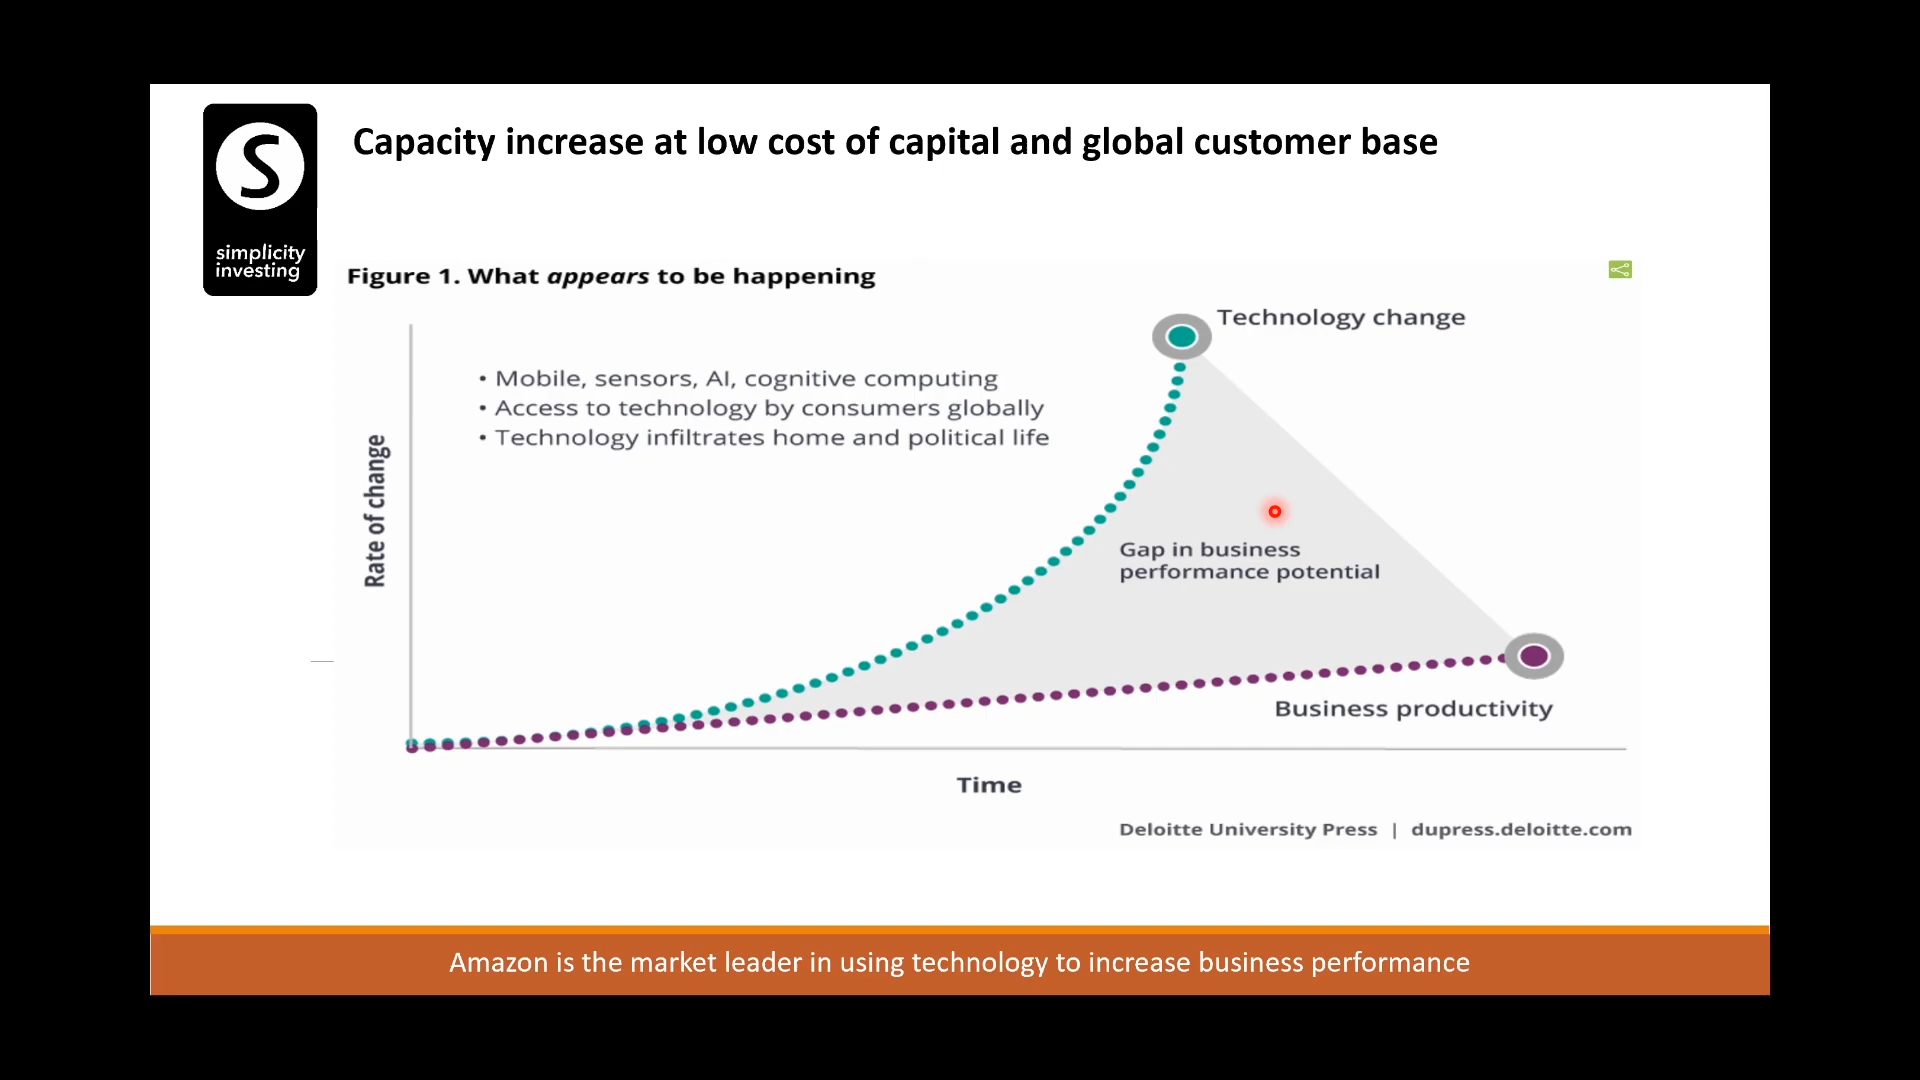 S
simplicity
investing
Capacity increase at low cost of capital and global customer base
Figure 1. What appears to be happening
Technology change
• Mobile, sensors, AI, cognitive computing
• Access to technology by consumers globally
• Technology infiltrates home and political life
Rate of change
Gap in business
performance potential
Business productivity
Time
Deloitte University Press | dupress.deloitte.com
Amazon is the market leader in using technology to increase business performance